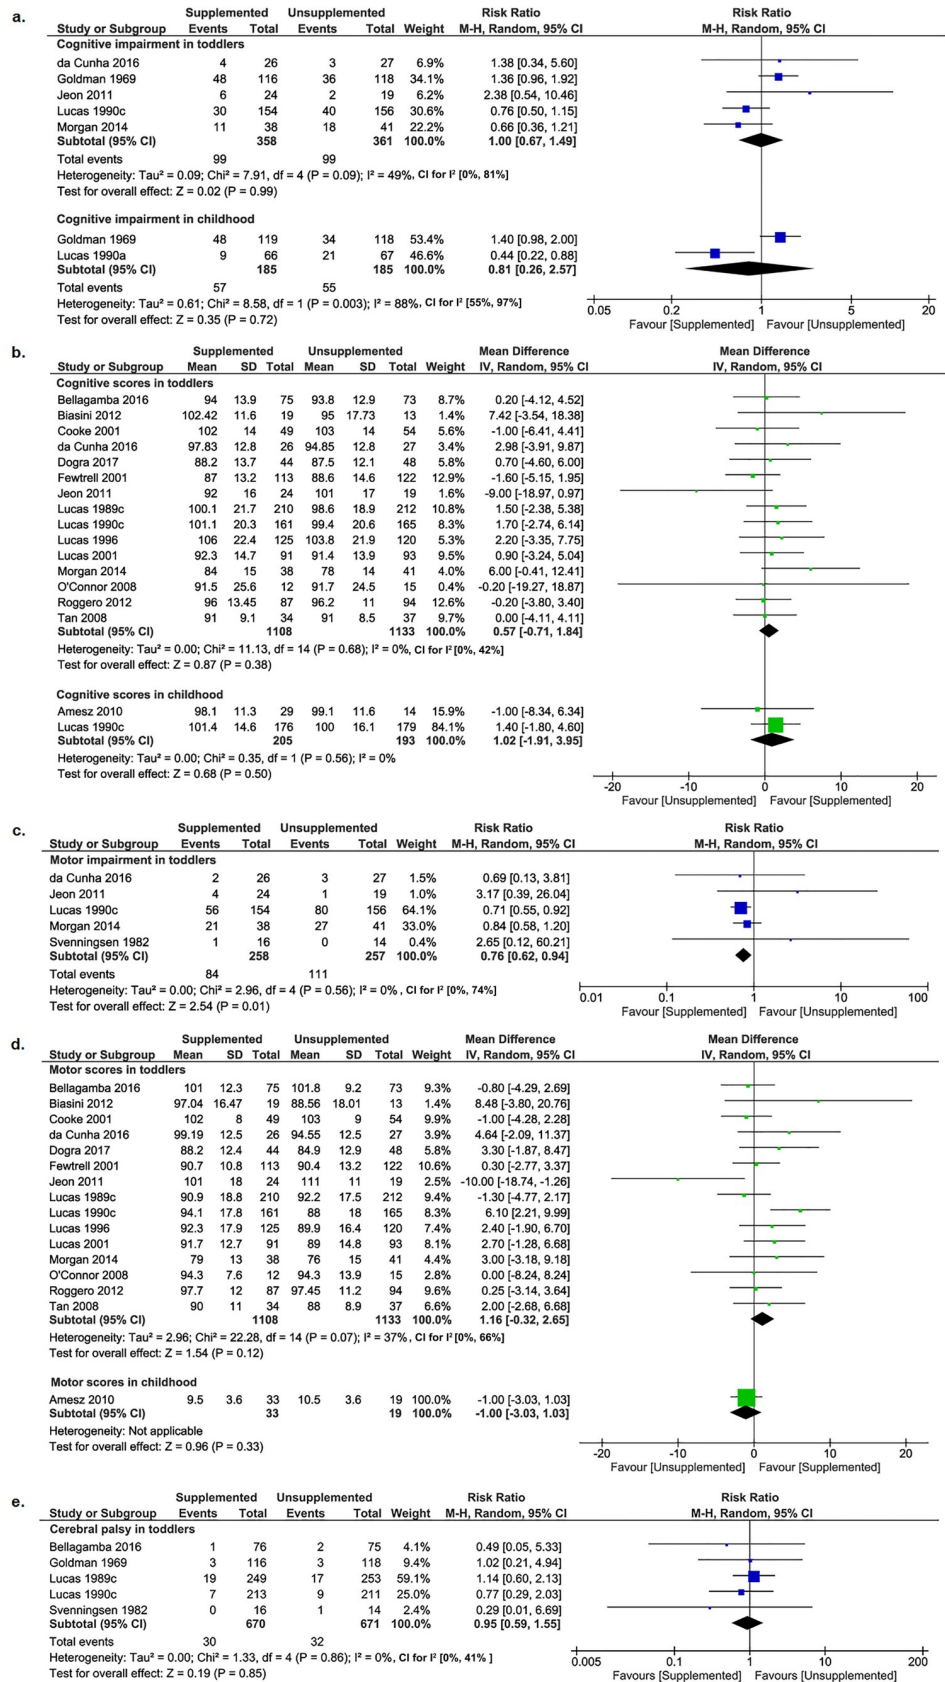 a.
Supplemented Unsupplemented Risk Ratio Risk Ratio
Study or Subgroup Events Total Events Total Weight M-H, Random, 95% CI M-H, Random, 95% CI
Cognitive impairment in toddlers
da Cunha 2016 4 26 3 27 6.9% 1.38 [0.34, 5.60]
Goldman 1969 48 116 36 118 34.1% 1.36 [0.96, 1.92]
Jeon 2011 6 24 2 19 6.2% 2.38 [0.54, 10.46]
Lucas 1990c 30 154 40 156 30.6% 0.76 [0.50, 1.15]
Morgan 2014 11 38 18 41 22.2% 0.66 [0.36, 1.21]
Subtotal (95% CI) 358 361 100.0% 1.00 [0.67, 1.49]
Total events 99 99
Heterogeneity: Tau² = 0.09; Chi² = 7.91, df = 4 (P = 0.09); I² = 49%, CI for I² [0%, 81%]
Test for overall effect: Z = 0.02 (P = 0.99)
Cognitive impairment in childhood
Goldman 1969 48 119 34 118 53.4% 1.40 [0.98, 2.00]
Lucas 1990a 9 66 21 67 46.6% 0.44 [0.22, 0.88]
Subtotal (95% CI) 185 185 100.0% 0.81 [0.26, 2.57]
Total events 57 55
Heterogeneity: Tau² = 0.61; Chi² = 8.58, df = 1 (P = 0.003); I² = 88%, CI for I² [55%, 97%]
Test for overall effect: Z = 0.35 (P = 0.72)
0.05 0.2 1 5 20
Favour [Supplemented] Favour [Unsupplemented]
b.
Supplemented Unsupplemented Mean Difference Mean Difference
Study or Subgroup Mean SD Total Mean SD Total Weight IV, Random, 95% CI IV, Random, 95% CI
Cognitive scores in toddlers
Bellagamba 2016 94 13.9 75 93.8 12.9 73 8.7% 0.20 [-4.12, 4.52]
Biasini 2012 102.42 11.6 19 95 17.73 13 1.4% 7.42 [-3.54, 18.38]
Cooke 2001 102 14 49 103 14 54 5.6% -1.00 [-6.41, 4.41]
da Cunha 2016 97.83 12.8 26 94.85 12.8 27 3.4% 2.98 [-3.91, 9.87]
Dogra 2017 88.2 13.7 44 87.5 12.1 48 5.8% 0.70 [-4.60, 6.00]
Fewtrell 2001 87 13.2 113 88.6 14.6 122 12.9% -1.60 [-5.15, 1.95]
Jeon 2011 92 16 24 101 17 19 1.6% -9.00 [-18.97, 0.97]
Lucas 1989c 100.1 21.7 210 98.6 18.9 212 10.8% 1.50 [-2.38, 5.38]
Lucas 1990c 101.1 20.3 161 99.4 20.6 165 8.3% 1.70 [-2.74, 6.14]
Lucas 1996 106 22.4 125 103.8 21.9 120 5.3% 2.20 [-3.35, 7.75]
Lucas 2001 92.3 14.7 91 91.4 13.9 93 9.5% 0.90 [-3.24, 5.04]
Morgan 2014 84 15 38 78 14 41 4.0% 6.00 [-0.41, 12.41]
O'Connor 2008 91.5 25.6 12 91.7 24.5 15 0.5% -0.20 [-19.27, 18.87]
Roggero 2012 96 13.45 87 96.2 11 94 12.6% -0.20 [-3.80, 3.40]
Tan 2008 91 9.1 34 91 8.5 37 9.7% 0.00 [-4.11, 4.11]
Subtotal (95% CI) 1108 1133 100.0% 0.57 [-0.71, 1.84]
Heterogeneity: Tau² = 0.00; Chi² = 11.13, df = 14 (P = 0.68); I² = 0%, CI for I² [0%, 42%]
Test for overall effect: Z = 0.87 (P = 0.38)
Cognitive scores in childhood
Amesz 2010 98.1 11.3 29 99.1 11.6 14 15.9% -1.00 [-8.34, 6.34]
Lucas 1990c 101.4 14.6 176 100 16.1 179 84.1% 1.40 [-1.80, 4.60]
Subtotal (95% CI) 205 193 100.0% 1.02 [-1.91, 3.95]
Heterogeneity: Tau² = 0.00; Chi² = 0.35, df = 1 (P = 0.56); I² = 0%
Test for overall effect: Z = 0.68 (P = 0.50)
-20 -10 0 10 20
Favour [Unsupplemented] Favour [Supplemented]
c.
Supplemented Unsupplemented Risk Ratio Risk Ratio
Study or Subgroup Events Total Events Total Weight M-H, Random, 95% CI M-H, Random, 95% CI
Motor impairment in toddlers
da Cunha 2016 2 26 3 27 1.5% 0.69 [0.13, 3.81]
Jeon 2011 4 24 1 19 1.0% 3.17 [0.39, 26.04]
Lucas 1990c 56 154 80 156 64.1% 0.71 [0.55, 0.92]
Morgan 2014 21 38 27 41 33.0% 0.84 [0.58, 1.20]
Svenningsen 1982 1 16 0 14 0.4% 2.65 [0.12, 60.21]
Subtotal (95% CI) 258 257 100.0% 0.76 [0.62, 0.94]
Total events 84 111
Heterogeneity: Tau² = 0.00; Chi² = 2.96, df = 4 (P = 0.56); I² = 0% , CI for I² [0%, 74%]
Test for overall effect: Z = 2.54 (P = 0.01)
0.01 0.1 1 10 100
Favour [Supplemented] Favour [Unsupplemented]
d.
Supplemented Unsupplemented Mean Difference Mean Difference
Study or Subgroup Mean SD Total Mean SD Total Weight IV, Random, 95% CI IV, Random, 95% CI
Motor scores in toddlers
Bellagamba 2016 101 12.3 75 101.8 9.2 73 9.3% -0.80 [-4.29, 2.69]
Biasini 2012 97.04 16.47 19 88.56 18.01 13 1.4% 8.48 [-3.80, 20.76]
Cooke 2001 102 8 49 103 9 54 9.9% -1.00 [-4.28, 2.28]
da Cunha 2016 99.19 12.5 26 94.55 12.5 27 3.9% 4.64 [-2.09, 11.37]
Dogra 2017 88.2 12.4 44 84.9 12.9 48 5.8% 3.30 [-1.87, 8.47]
Fewtrell 2001 90.7 10.8 113 90.4 13.2 122 10.6% 0.30 [-2.77, 3.37]
Jeon 2011 101 18 24 111 11 19 2.5% -10.00 [-18.74, -1.26]
Lucas 1989c 90.9 18.8 210 92.2 17.5 212 9.4% -1.30 [-4.77, 2.17]
Lucas 1990c 94.1 17.8 161 88 18 165 8.3% 6.10 [2.21, 9.99]
Lucas 1996 92.3 17.9 125 89.9 16.4 120 7.4% 2.40 [-1.90, 6.70]
Lucas 2001 91.7 12.7 91 89 14.8 93 8.1% 2.70 [-1.28, 6.68]
Morgan 2014 79 13 38 76 15 41 4.4% 3.00 [-3.18, 9.18]
O'Connor 2008 94.3 7.6 12 94.3 13.9 15 2.8% 0.00 [-8.24, 8.24]
Roggero 2012 97.7 12 87 97.45 11.2 94 9.6% 0.25 [-3.14, 3.64]
Tan 2008 90 11 34 88 8.9 37 6.6% 2.00 [-2.68, 6.68]
Subtotal (95% CI) 1108 1133 100.0% 1.16 [-0.32, 2.65]
Heterogeneity: Tau² = 2.96; Chi² = 22.28, df = 14 (P = 0.07); I² = 37%, CI for I² [0%, 66%]
Test for overall effect: Z = 1.54 (P = 0.12)
Motor scores in childhood
Amesz 2010 9.5 3.6 33 10.5 3.6 19 100.0% -1.00 [-3.03, 1.03]
Subtotal (95% CI) 33 19 100.0% -1.00 [-3.03, 1.03]
Heterogeneity: Not applicable
Test for overall effect: Z = 0.96 (P = 0.33)
-20 -10 0 10 20
Favour [Unsupplemented] Favour [Supplemented]
e.
Supplemented Unsupplemented Risk Ratio Risk Ratio
Study or Subgroup Events Total Events Total Weight M-H, Random, 95% CI M-H, Random, 95% CI
Cerebral palsy in toddlers
Bellagamba 2016 1 76 2 75 4.1% 0.49 [0.05, 5.33]
Goldman 1969 3 116 3 118 9.4% 1.02 [0.21, 4.94]
Lucas 1989c 19 249 17 253 59.1% 1.14 [0.60, 2.13]
Lucas 1990c 7 213 9 211 25.0% 0.77 [0.29, 2.03]
Svenningsen 1982 0 16 1 14 2.4% 0.29 [0.01, 6.69]
Subtotal (95% CI) 670 671 100.0% 0.95 [0.59, 1.55]
Total events 30 32
Heterogeneity: Tau² = 0.00; Chi² = 1.33, df = 4 (P = 0.86); I² = 0%, CI for I² [0%, 41% ]
Test for overall effect: Z = 0.19 (P = 0.85)
0.005 0.1 1 10 200
Favours [Supplemented] Favours [Unsupplemented]